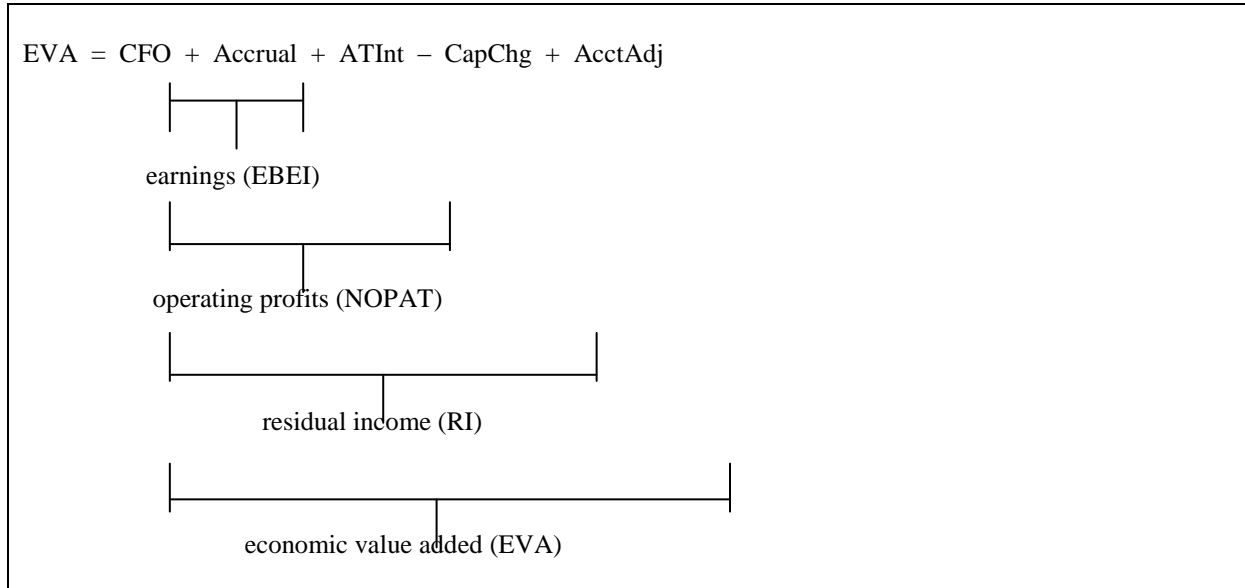 EVA = CFO + Accrual + ATInt – CapChg + AcctAdj
earnings (EBEI)
operating profits (NOPAT)
residual income (RI)
economic value added (EVA)